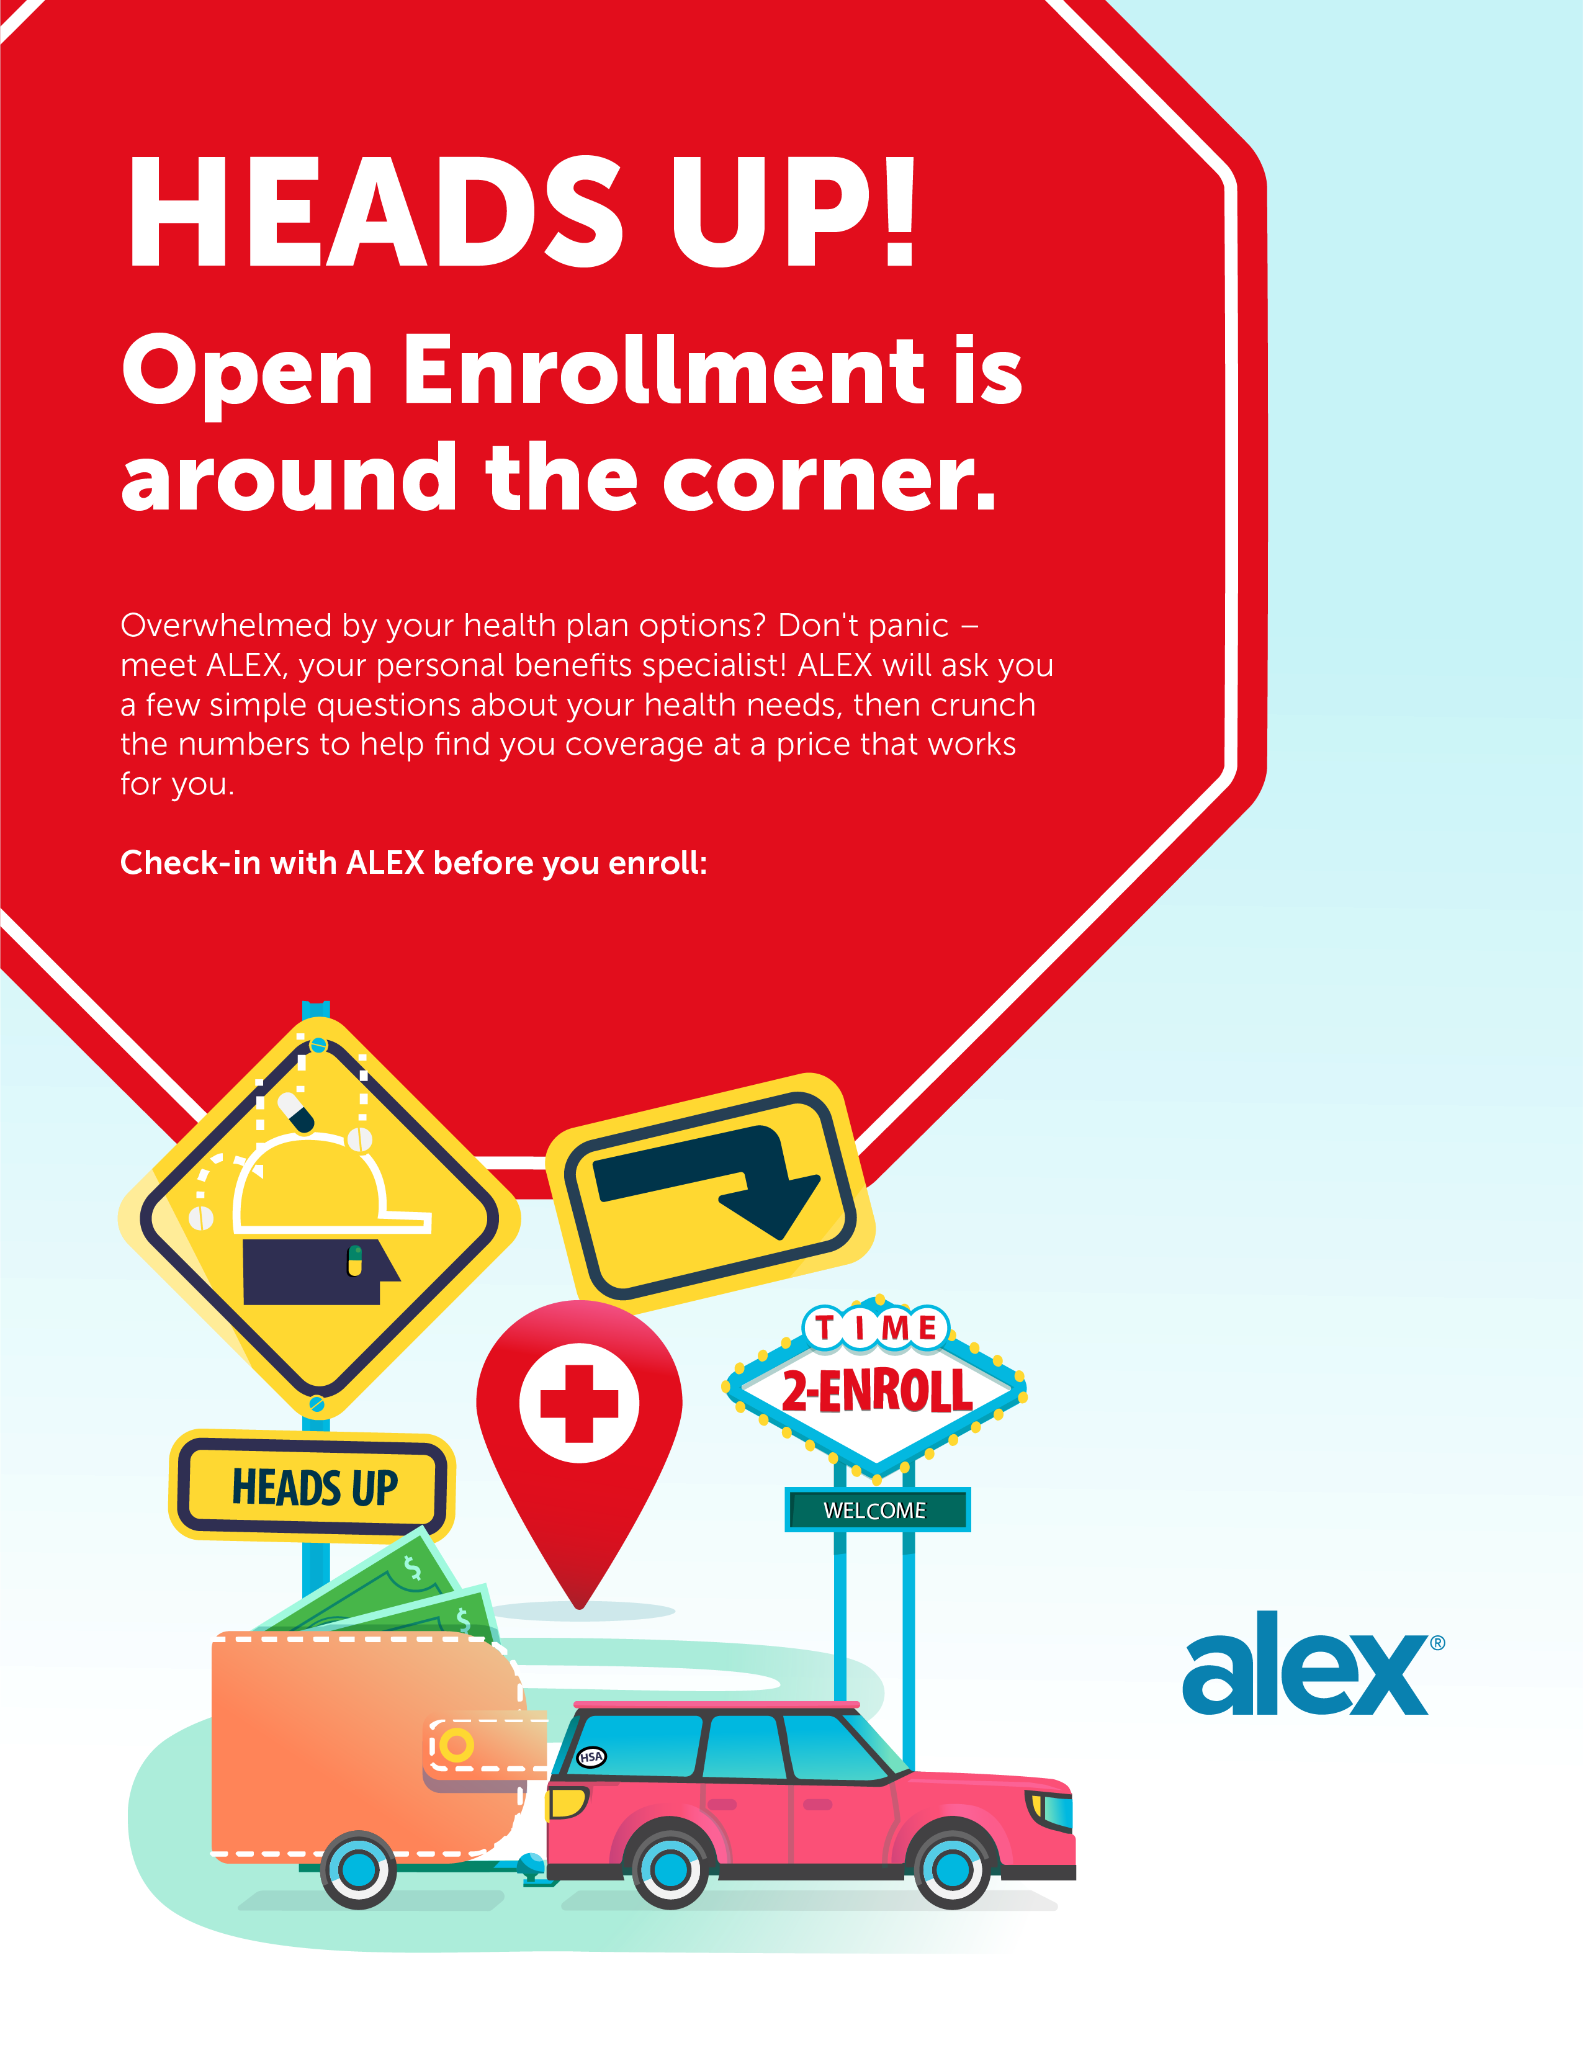 HEADS UP!
Open Enrollment is
around the corner.
Overwhelmed by your health plan options? Don't panic –
meet ALEX, your personal benefits specialist! ALEX will ask you
a few simple questions about your health needs, then crunch
the numbers to help find you coverage at a price that works
for you.
Check-in with ALEX before you enroll:
TIME
2-ENROLL
WELCOME
HEADS UP
$
$
HSA
alex®